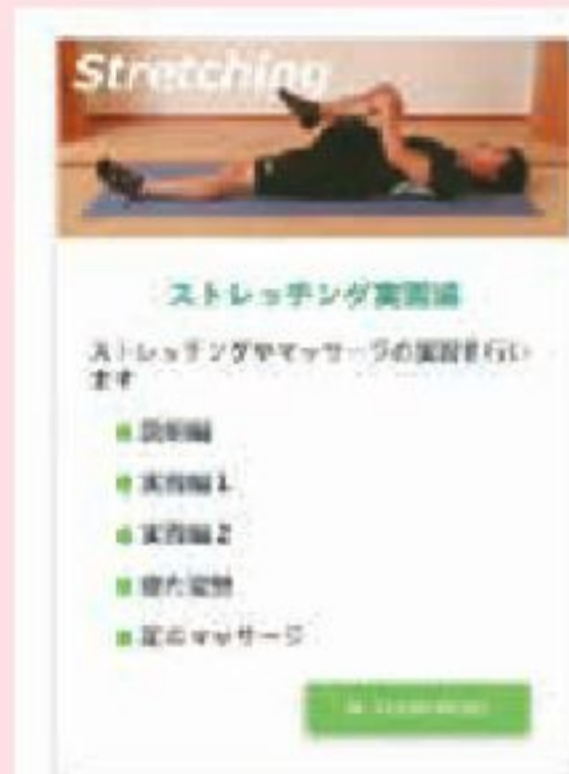 Stretching
ストレッチング実習編
ストレッチングやマッサージの実習を行い
ます
説明編
実習編1
実習編2
寝た姿勢
足のマッサージ